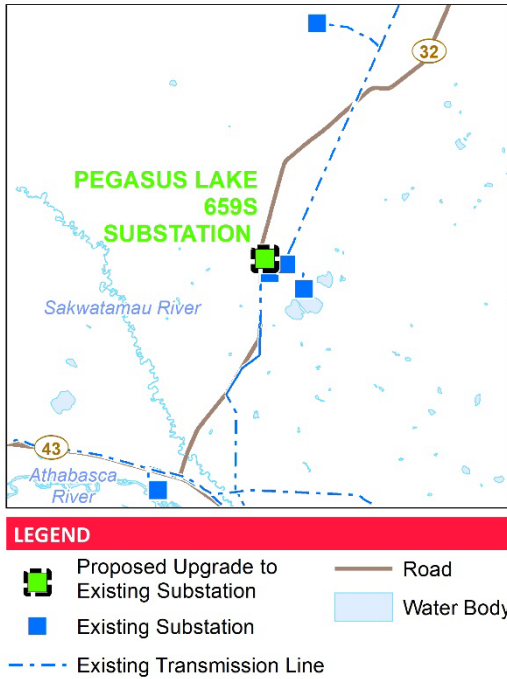 32
PEGASUS LAKE
659S
SUBSTATION
Sakwatamau River
43
Athabasca
River
LEGEND
Proposed Upgrade to
Existing Substation
Existing Substation
Existing Transmission Line
Road
Water Body